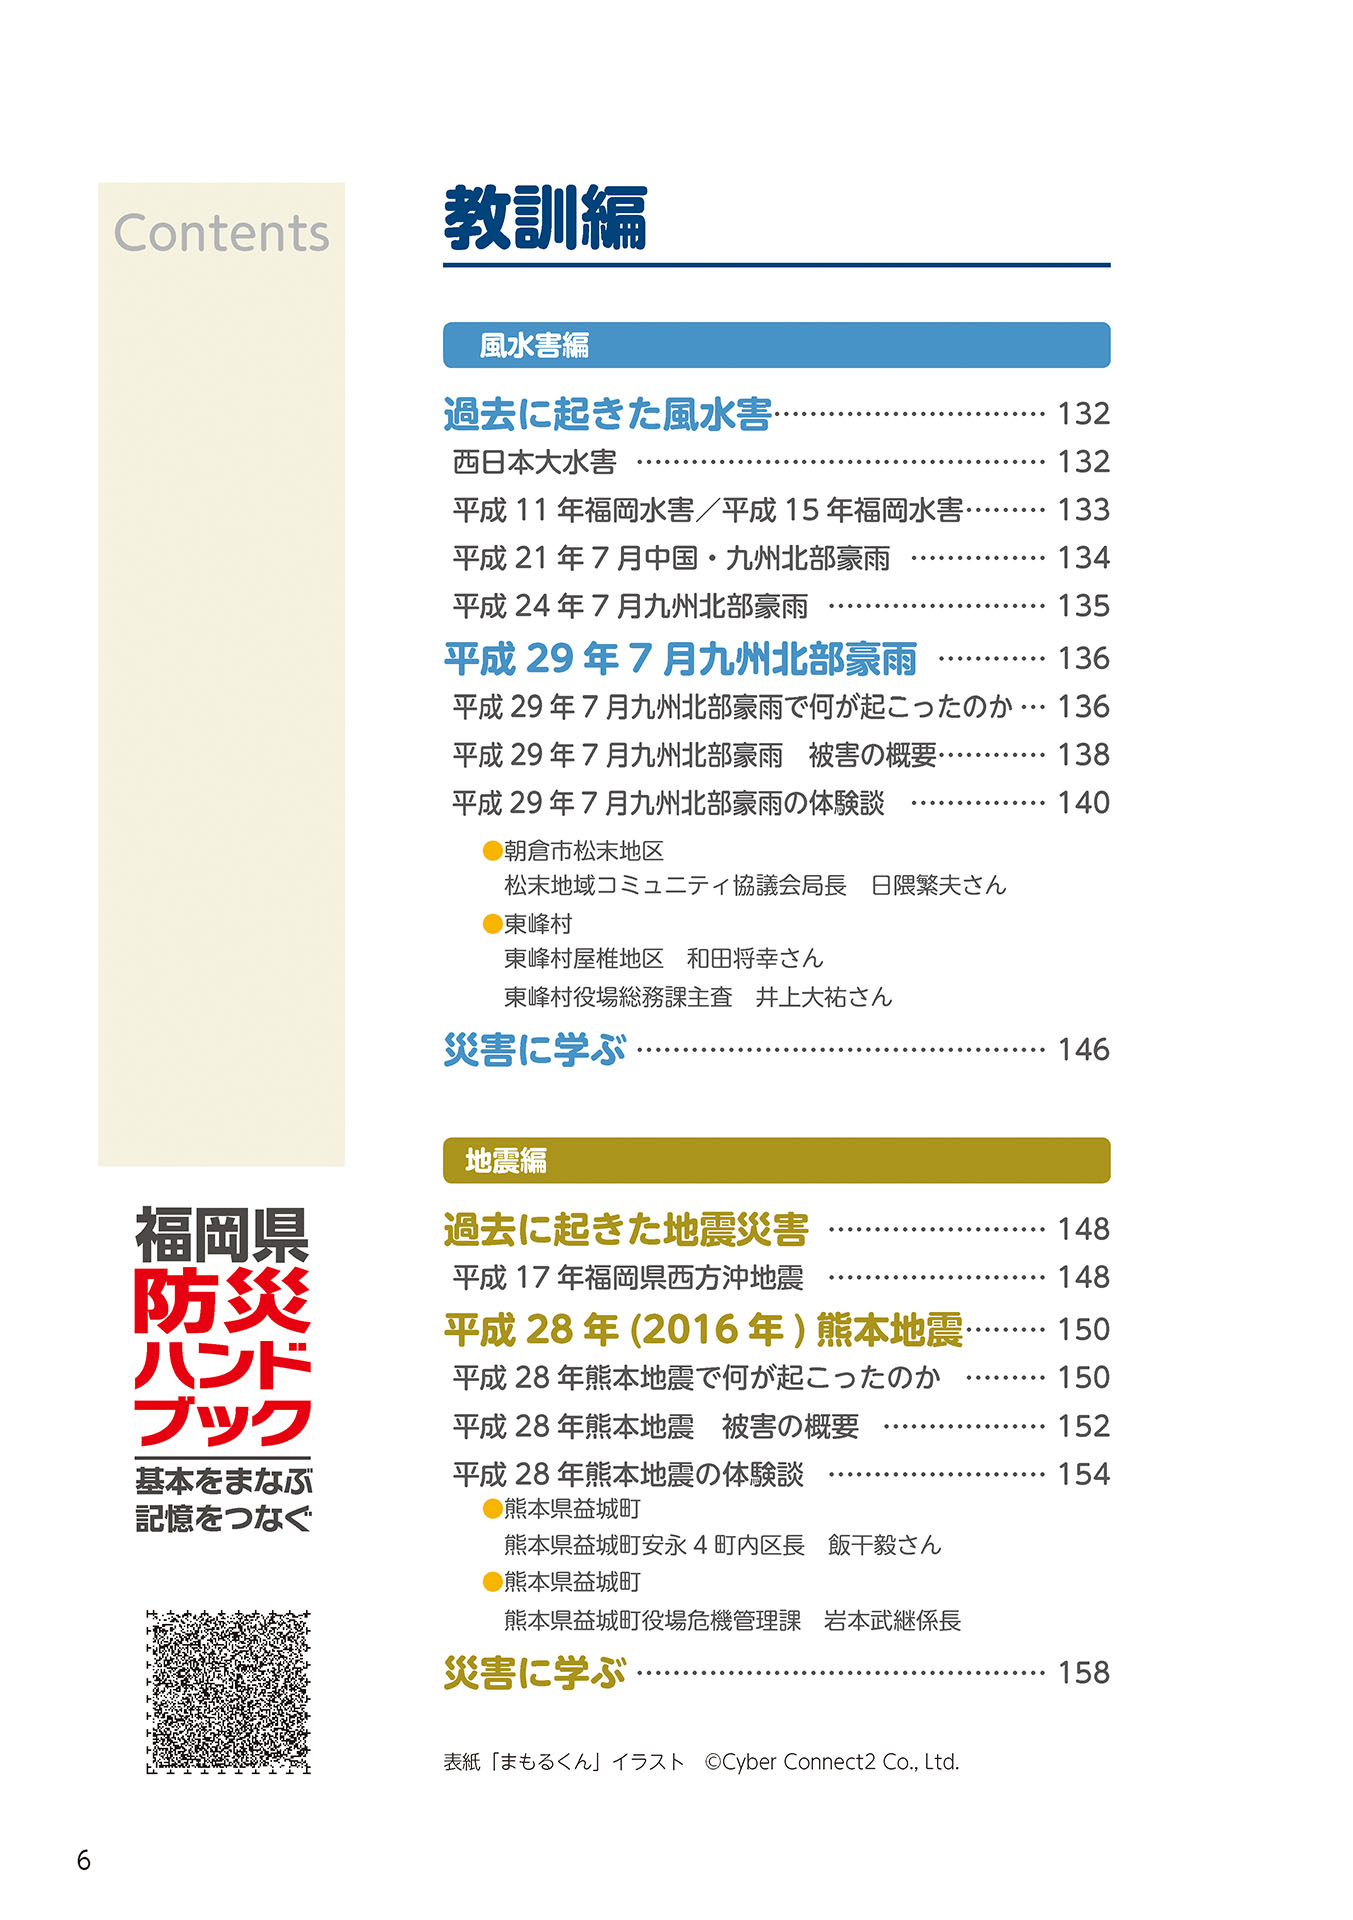 Contents
教訓編
風水害編
過去に起きた風水害…………………………… 132
西日本大水害 ……………………………………… 132
平成 11 年福岡水害／平成 15 年福岡水害……… 133
平成 21 年 7 月中国・九州北部豪雨 …………… 134
平成 24 年 7 月九州北部豪雨 …………………… 135
平成 29 年 7 月九州北部豪雨 ………… 136
平成 29 年 7 月九州北部豪雨で何が起こったのか … 136
平成 29 年 7 月九州北部豪雨　被害の概要………… 138
平成 29 年 7 月九州北部豪雨の体験談 …………… 140
●朝倉市松末地区
松末地域コミュニティ協議会局長　日隈繁夫さん
●東峰村
東峰村屋椎地区　和田将幸さん
東峰村役場総務課主査　井上大祐さん
災害に学ぶ ……………………………………… 146
地震編
過去に起きた地震災害 …………………… 148
平成 17 年福岡県西方沖地震 …………………… 148
平成 28 年 (2016 年 ) 熊本地震……… 150
平成 28 年熊本地震で何が起こったのか ……… 150
平成 28 年熊本地震　被害の概要 ……………… 152
平成 28 年熊本地震の体験談 …………………… 154
●熊本県益城町
熊本県益城町安永 4 町内区長　飯干毅さん
●熊本県益城町
熊本県益城町役場危機管理課　岩本武継係長
災害に学ぶ ……………………………………… 158
表紙「まもるくん」イラスト　©Cyber Connect2 Co., Ltd.
福岡県
防災
ハンド
ブック
基本をまなぶ
記憶をつなぐ
6